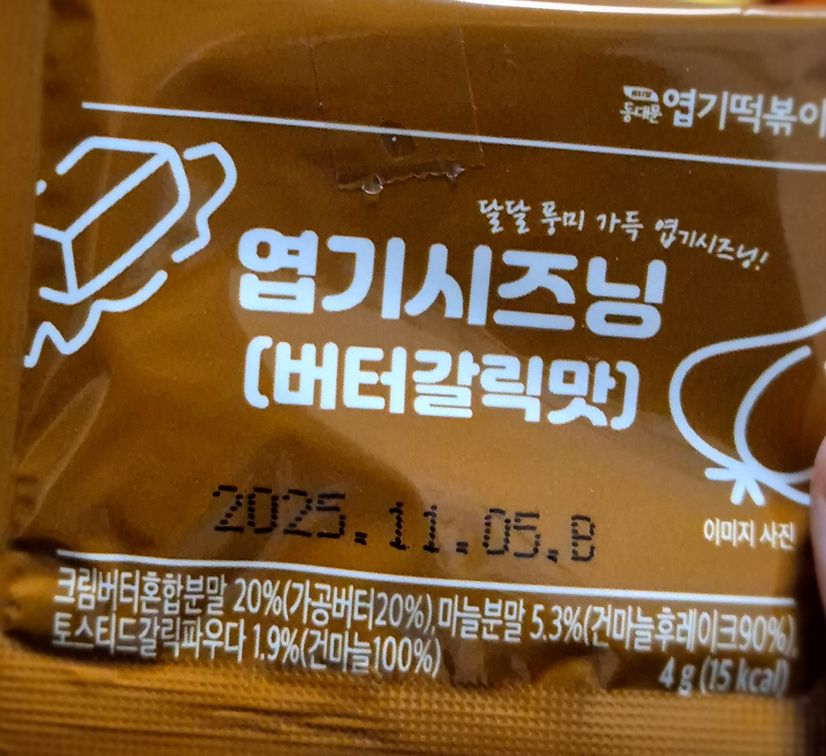 동대문 엽기떡볶이
달달 풍미 가득 엽기시즈닝!
엽기시즈닝
(버터갈릭맛)
2025.11.05.B
이미지 사진
크림버터혼합분말 20%(가공버터20%),마늘분말 5.3%(건마늘후레이크90%),
토스티드갈릭파우다 1.9%(건마늘100%)
4 g (15 kcal)